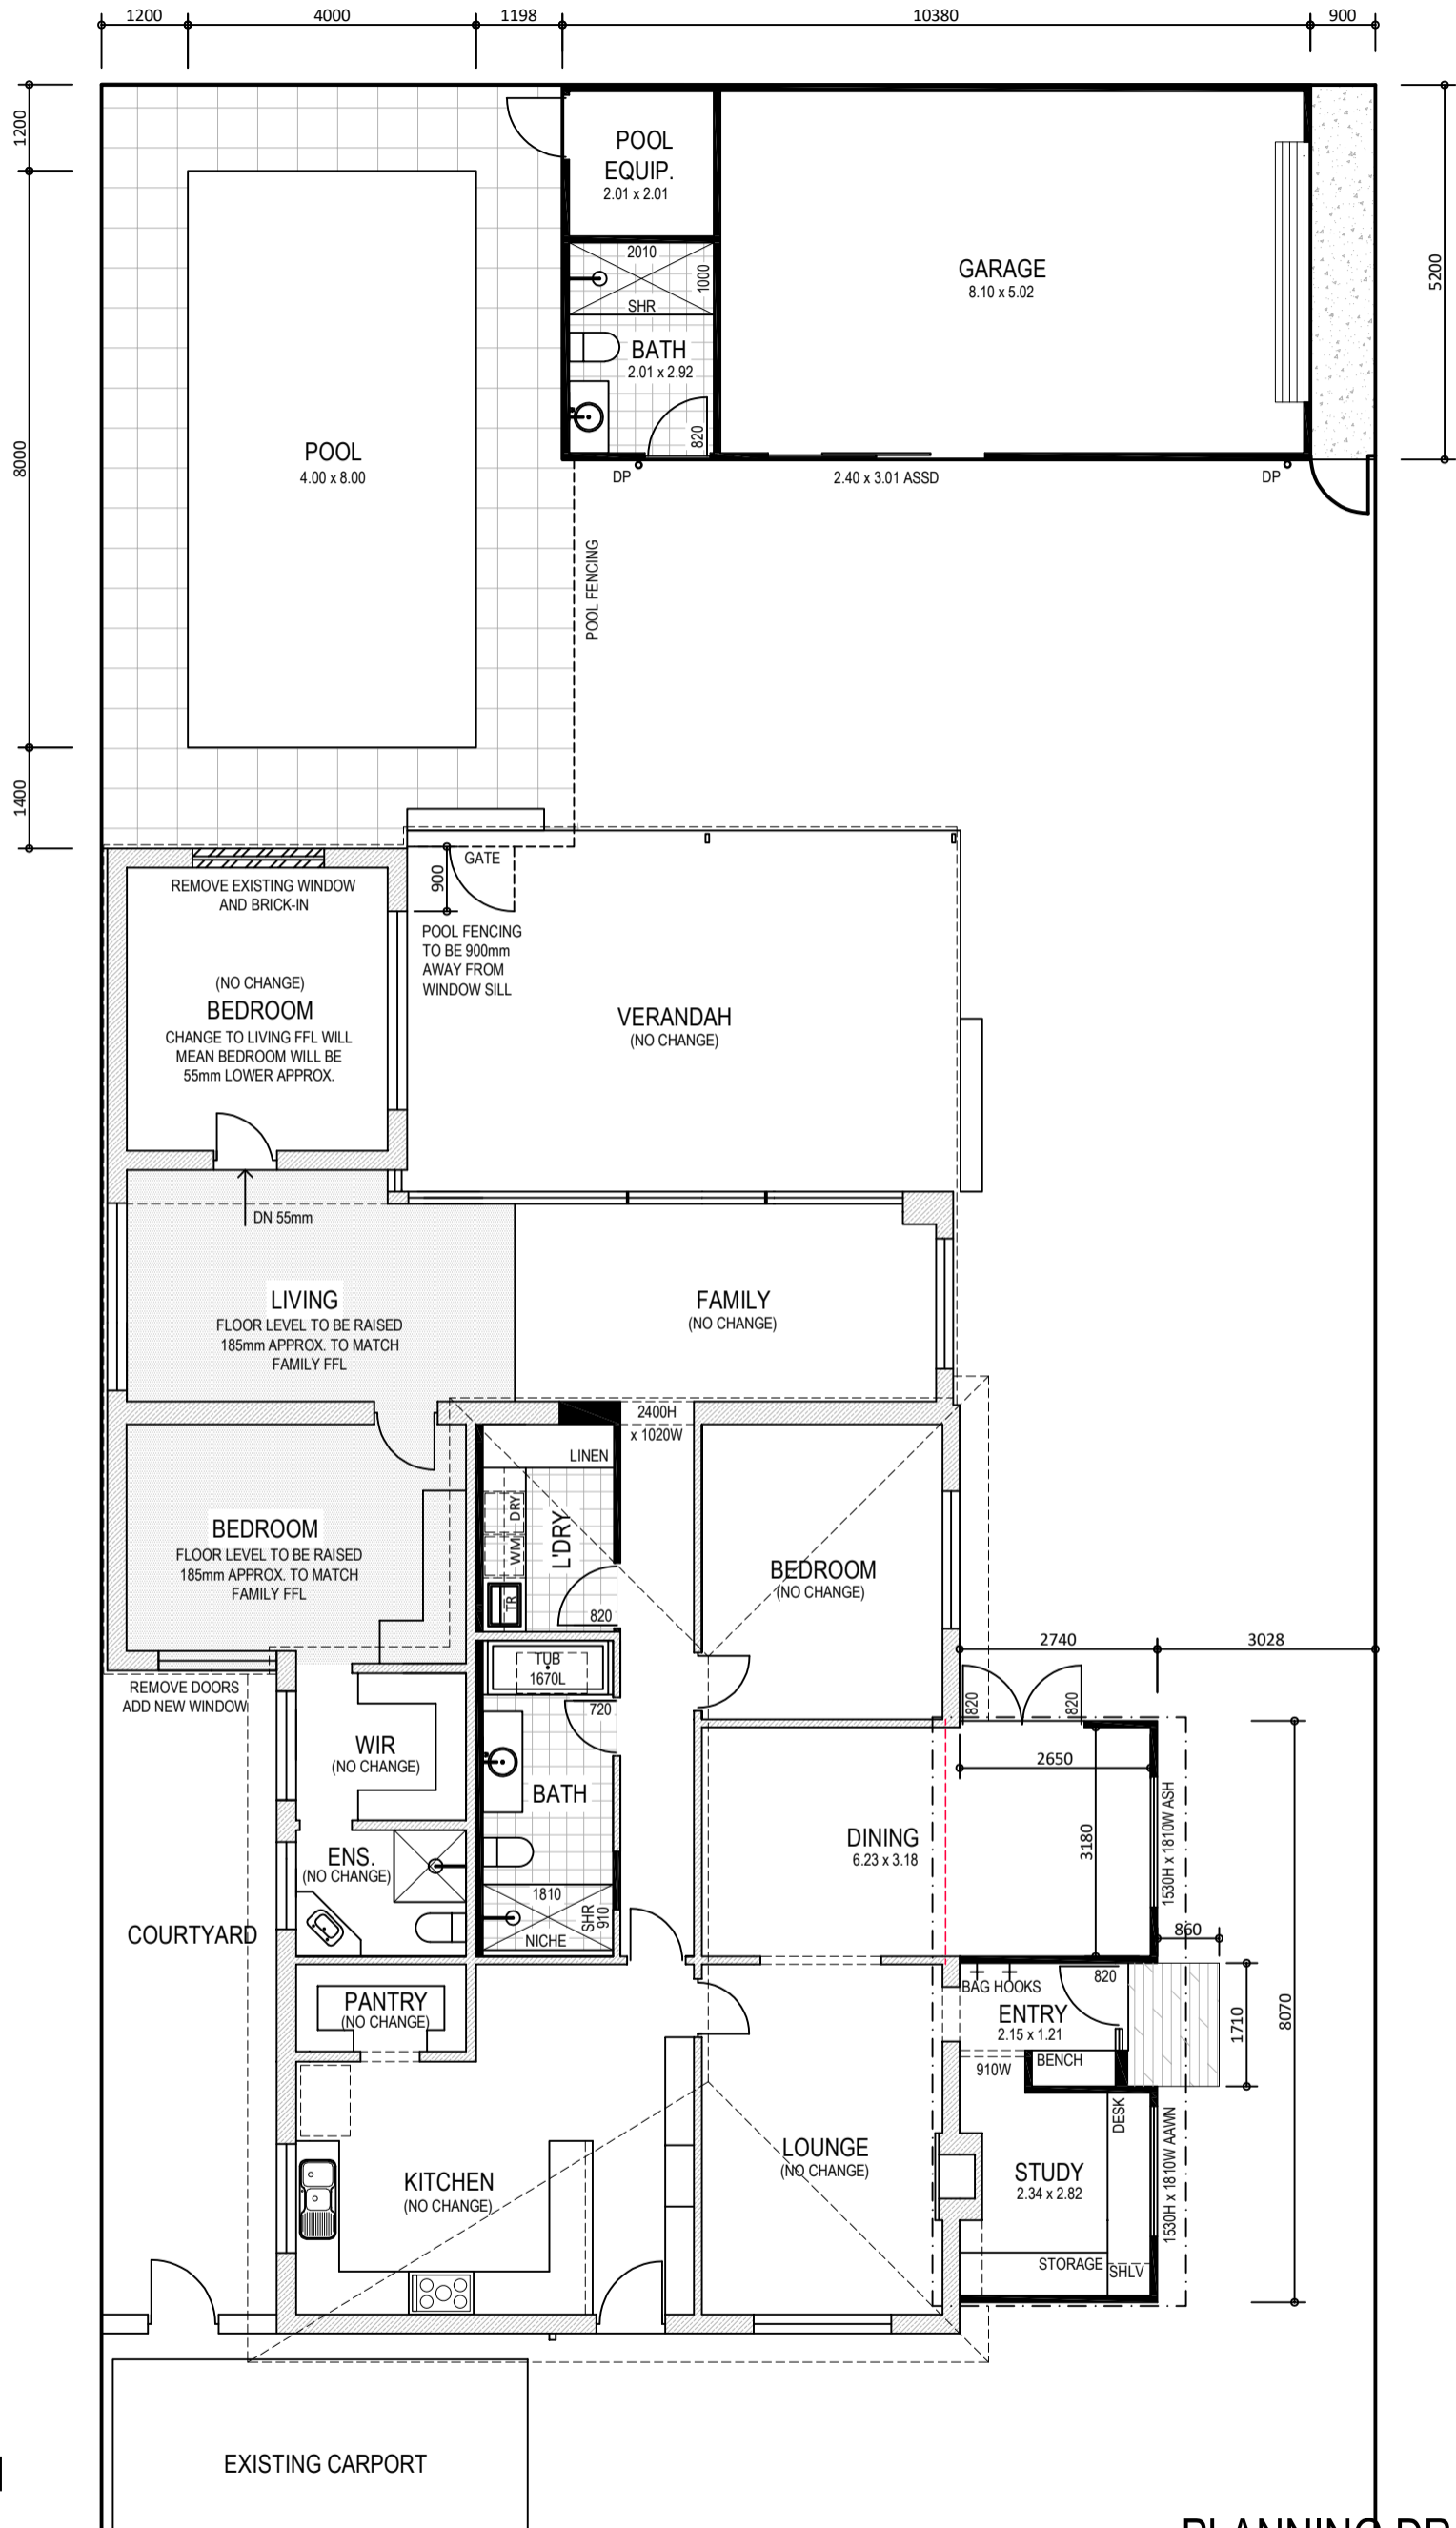 1200
4000
1198
10380
900
1200
8000
1400
5200
POOL
EQUIP.
2.01 x 2.01
2010
1000
SHR
BATH
2.01 x 2.92
820
GARAGE
8.10 x 5.02
POOL
4.00 x 8.00
DP
2.40 x 3.01 ASSD
DP
POOL FENCING
GATE
900
REMOVE EXISTING WINDOW
AND BRICK-IN
POOL FENCING
TO BE 900mm
AWAY FROM
WINDOW SILL
(NO CHANGE)
BEDROOM
CHANGE TO LIVING FFL WILL
MEAN BEDROOM WILL BE
55mm LOWER APPROX.
VERANDAH
(NO CHANGE)
DN 55mm
LIVING
FLOOR LEVEL TO BE RAISED
185mm APPROX. TO MATCH
FAMILY FFL
FAMILY
(NO CHANGE)
2400H
x 1020W
LINEN
DRY
WM
TR
L'DRY
820
BEDROOM
FLOOR LEVEL TO BE RAISED
185mm APPROX. TO MATCH
FAMILY FFL
BEDROOM
(NO CHANGE)
2740
3028
TUB
1670L
720
820
820
REMOVE DOORS
ADD NEW WINDOW
WIR
(NO CHANGE)
BATH
2650
DINING
6.23 x 3.18
3180
1530H x 1810W ASH
ENS.
(NO CHANGE)
1810
SHR
910
NICHE
COURTYARD
860
BAG HOOKS
820
ENTRY
2.15 x 1.21
BENCH
910W
1710
8070
PANTRY
(NO CHANGE)
DESK
KITCHEN
(NO CHANGE)
LOUNGE
(NO CHANGE)
STUDY
2.34 x 2.82
1530H x 1810W AAWN
STORAGE
SHLV
EXISTING CARPORT
PLANNING DR